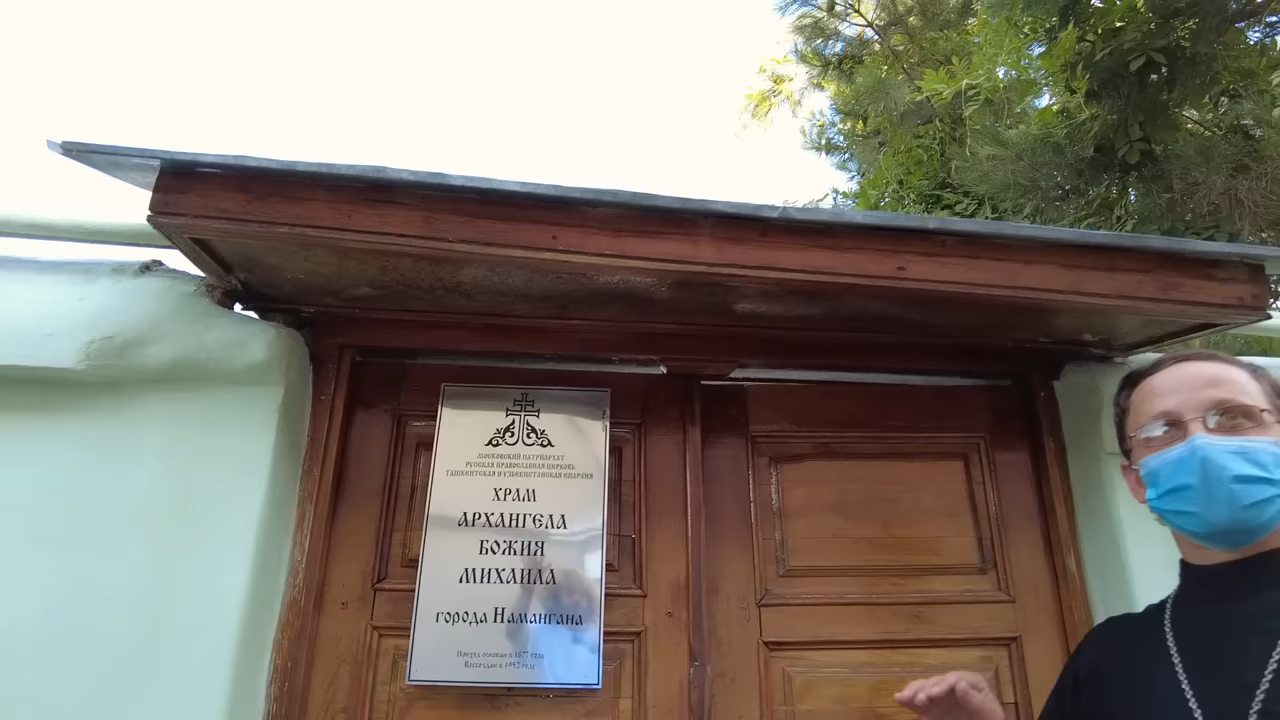 МОСКОВСКИЙ ПАТРИАРХАТ
РУССКАЯ ПРАВОСЛАВНАЯ ЦЕРКОВЬ
ТАШКЕНТСКАЯ И УЗБЕКИСТАНСКАЯ ЕПАРХИЯ
ХРАМ
АРХАНГЕЛА
БОЖИЯ
МИХАИЛА
города Намангана
Приход основан в 1877 году
Воссоздан в 1952 году